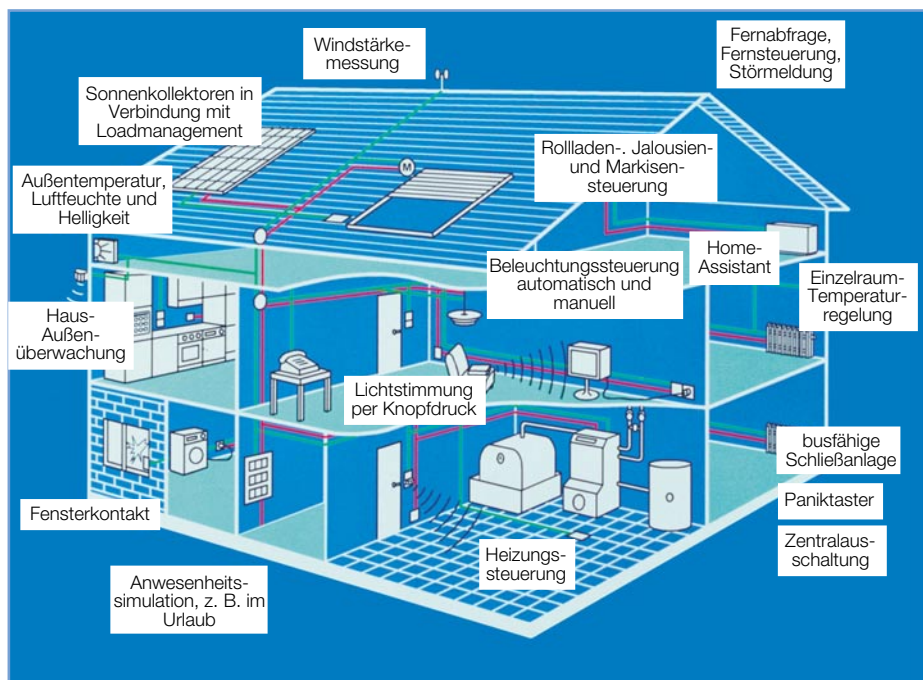 Windstärke-
messung
Fernabfrage,
Fernsteuerung,
Störmeldung
Sonnenkollektoren in
Verbindung mit
Loadmanagement
M
Rollladen-. Jalousien-
und Markisen-
steuerung
Außentemperatur,
Luftfeuchte und
Helligkeit
Home-
Assistant
Beleuchtungssteuerung
automatisch und
manuell
Einzelraum-
Temperatur-
regelung
Haus-
Außen-
überwachung
Lichtstimmung
per Knopfdruck
busfähige
Schließanlage
Fensterkontakt
Paniktaster
Zentralaus-
schaltung
Heizungs-
steuerung
Anwesenheits-
simulation, z. B. im
Urlaub